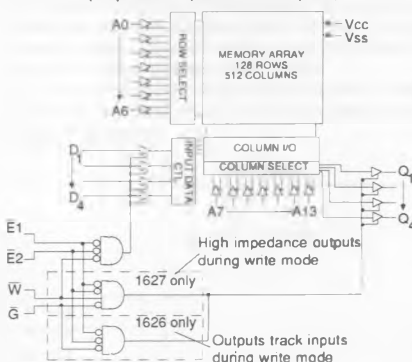 A0
A6
ROW SELECT
MEMORY ARRAY
128 ROWS
512 COLUMNS
Vcc
Vss
D1
D4
INPUT DATA
CTL
COLUMN I/O
COLUMN SELECT
A7
A13
Q1
Q4
E1
E2
W
G
High impedance outputs
during write mode
1627 only
1626 only
Outputs track inputs
during write mode